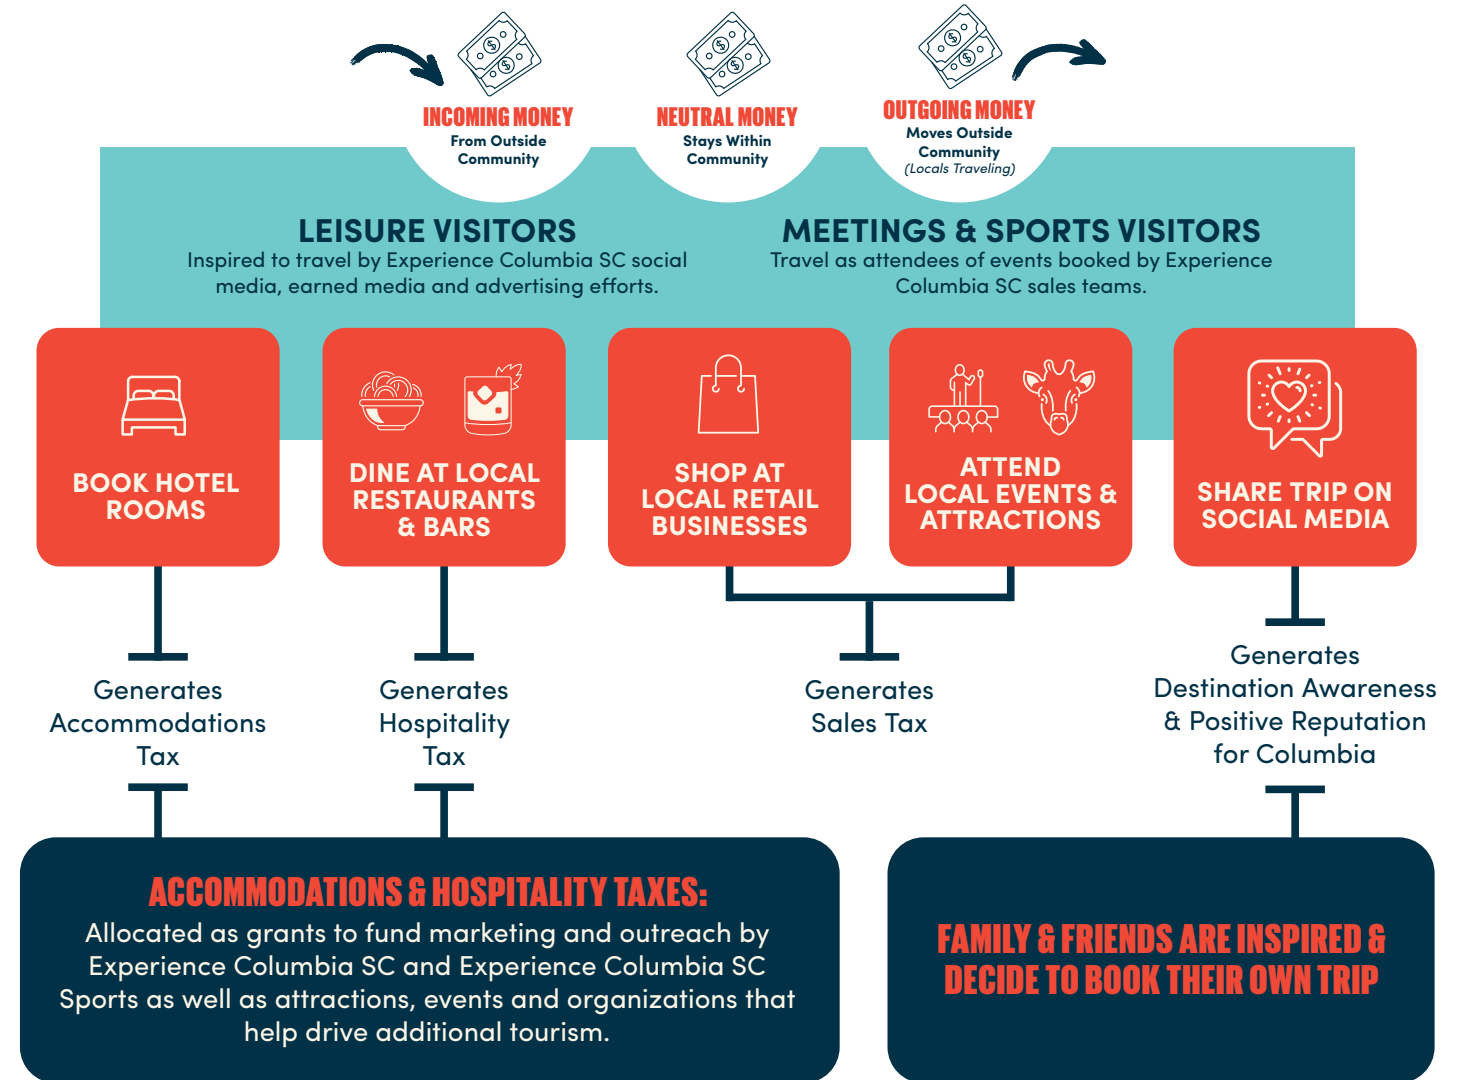 INCOMING MONEY
From Outside
Community
NEUTRAL MONEY
Stays Within
Community
OUTGOING MONEY
Moves Outside
Community
(Locals Traveling)
LEISURE VISITORS
Inspired to travel by Experience Columbia SC social
media, earned media and advertising efforts.
MEETINGS & SPORTS VISITORS
Travel as attendees of events booked by Experience
Columbia SC sales teams.
BOOK HOTEL
ROOMS
DINE AT LOCAL
RESTAURANTS
& BARS
SHOP AT
LOCAL RETAIL
BUSINESSES
ATTEND
LOCAL EVENTS &
ATTRACTIONS
SHARE TRIP ON
SOCIAL MEDIA
Generates
Accommodations
Tax
Generates
Hospitality
Tax
Generates
Sales Tax
Generates
Destination Awareness
& Positive Reputation
for Columbia
ACCOMMODATIONS & HOSPITALITY TAXES:
Allocated as grants to fund marketing and outreach by
Experience Columbia SC and Experience Columbia SC
Sports as well as attractions, events and organizations that
help drive additional tourism.
FAMILY & FRIENDS ARE INSPIRED &
DECIDE TO BOOK THEIR OWN TRIP